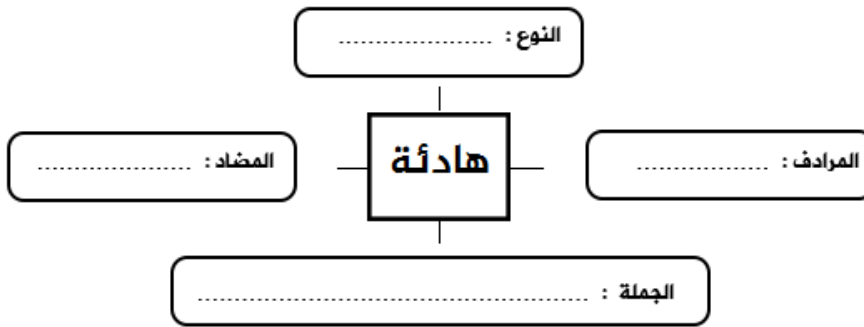 النوع : ....................
هادئة
المرادف : ..................
المضاد : ....................
الجملة : ....................................................